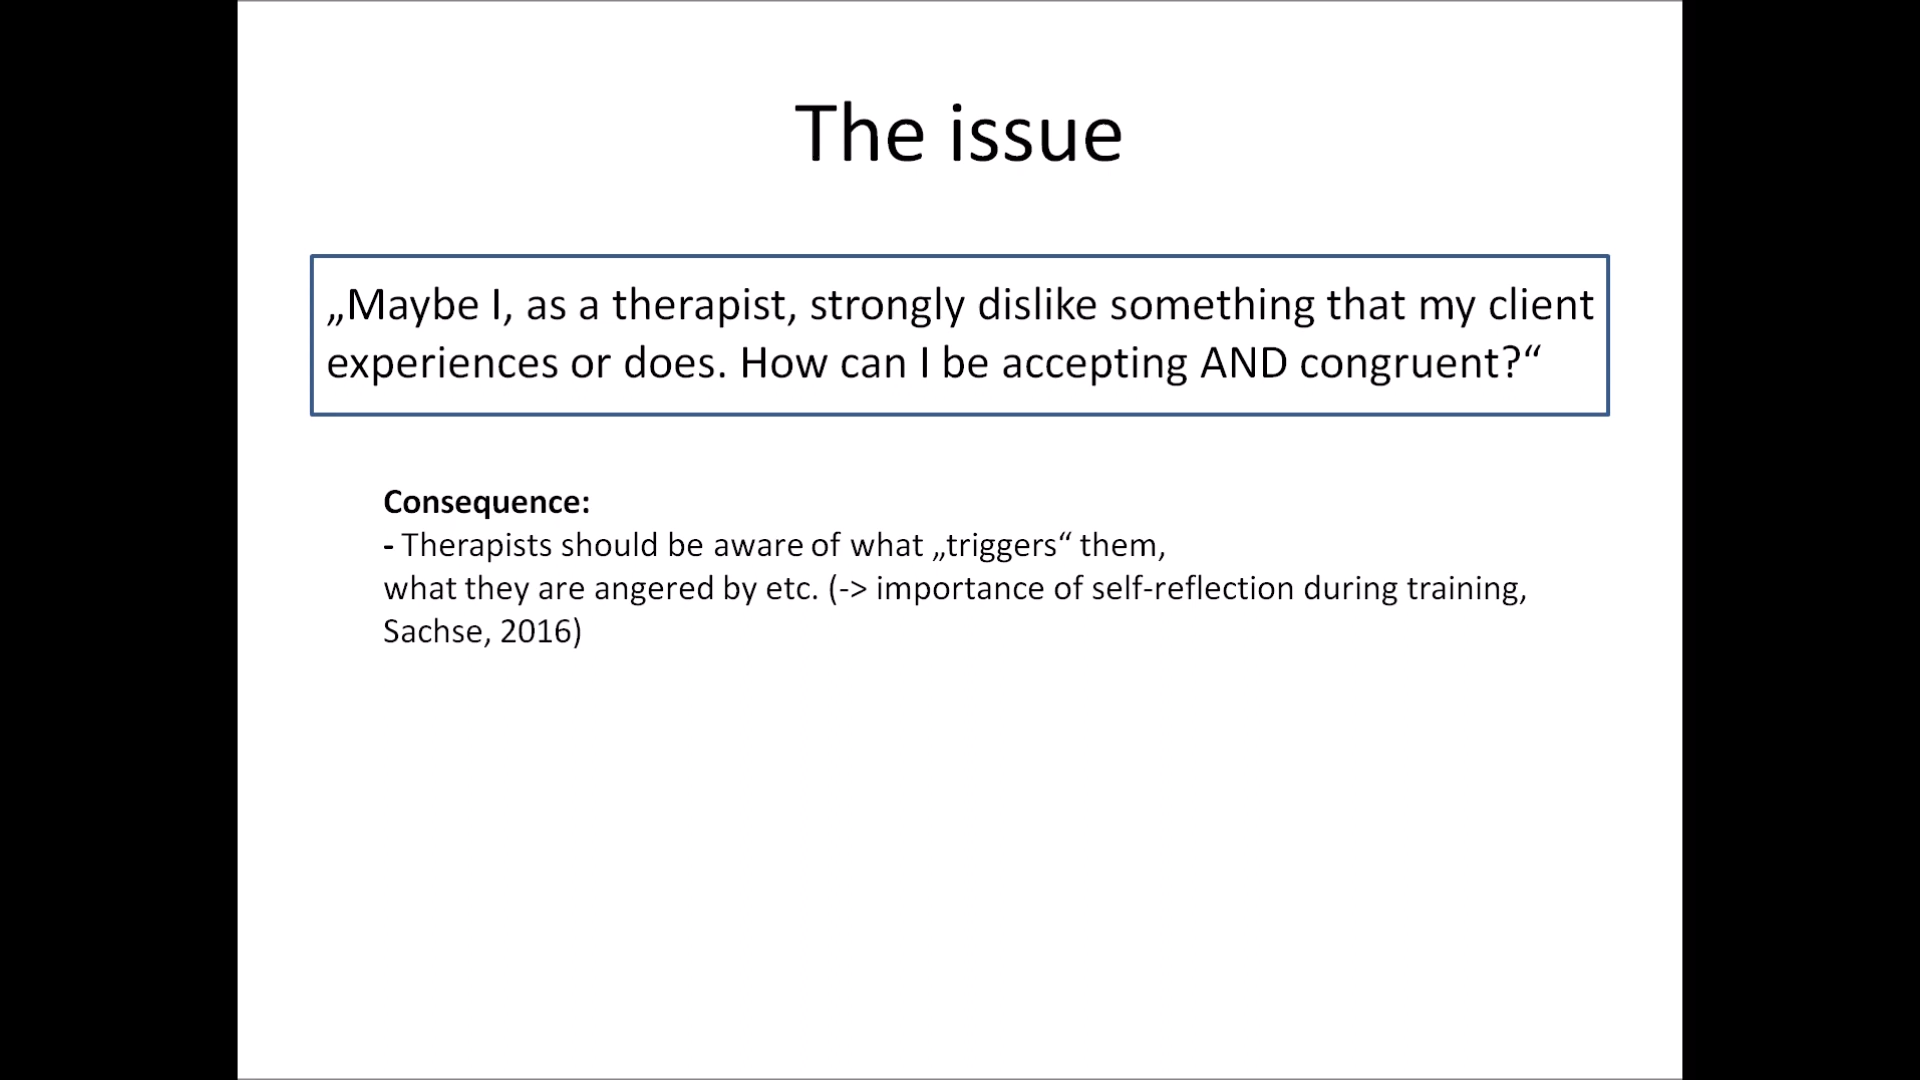 The issue
„Maybe I, as a therapist, strongly dislike something that my client
experiences or does. How can I be accepting AND congruent?“
Consequence:
- Therapists should be aware of what „triggers“ them,
what they are angered by etc. (-> importance of self-reflection during training,
Sachse, 2016)